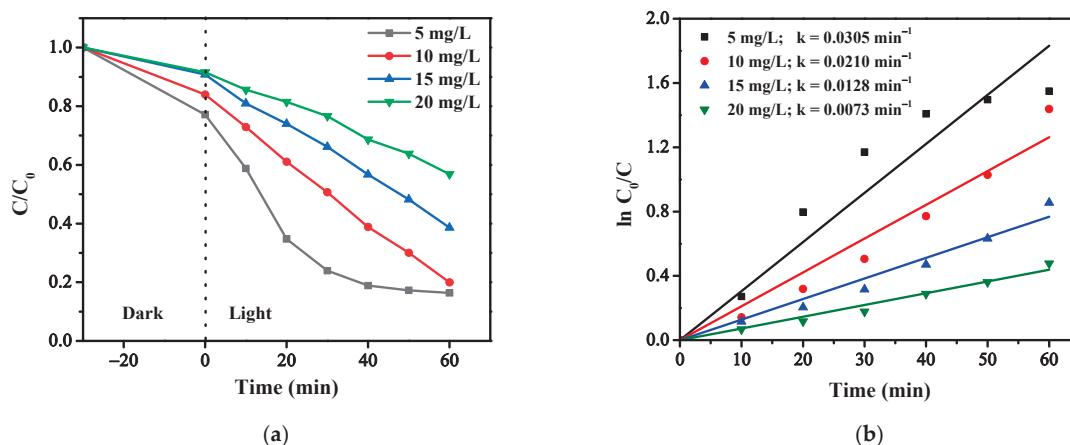 5 mg/L
10 mg/L
15 mg/L
20 mg/L
1.0
0.8
0.6
0.4
0.2
0.0
C/C₀
Dark
Light
−20
0
20
40
60
Time (min)
(a)
5 mg/L; k = 0.0305 min⁻¹
10 mg/L; k = 0.0210 min⁻¹
15 mg/L; k = 0.0128 min⁻¹
20 mg/L; k = 0.0073 min⁻¹
2.0
1.6
1.2
0.8
0.4
0.0
ln C₀/C
0
10
20
30
40
50
60
Time (min)
(b)